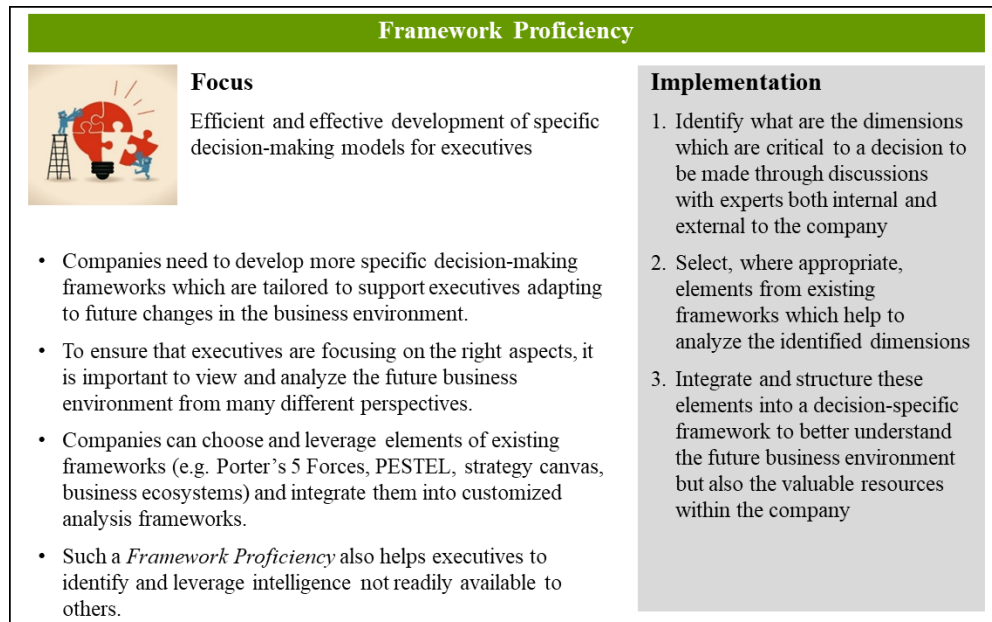 Framework Proficiency
Focus
Efficient and effective development of specific
decision-making models for executives
• Companies need to develop more specific decision-making
frameworks which are tailored to support executives adapting
to future changes in the business environment.
• To ensure that executives are focusing on the right aspects, it
is important to view and analyze the future business
environment from many different perspectives.
• Companies can choose and leverage elements of existing
frameworks (e.g. Porter’s 5 Forces, PESTEL, strategy canvas,
business ecosystems) and integrate them into customized
analysis frameworks.
• Such a Framework Proficiency also helps executives to
identify and leverage intelligence not readily available to
others.
Implementation
1. Identify what are the dimensions
which are critical to a decision to
be made through discussions
with experts both internal and
external to the company
2. Select, where appropriate,
elements from existing
frameworks which help to
analyze the identified dimensions
3. Integrate and structure these
elements into a decision-specific
framework to better understand
the future business environment
but also the valuable resources
within the company